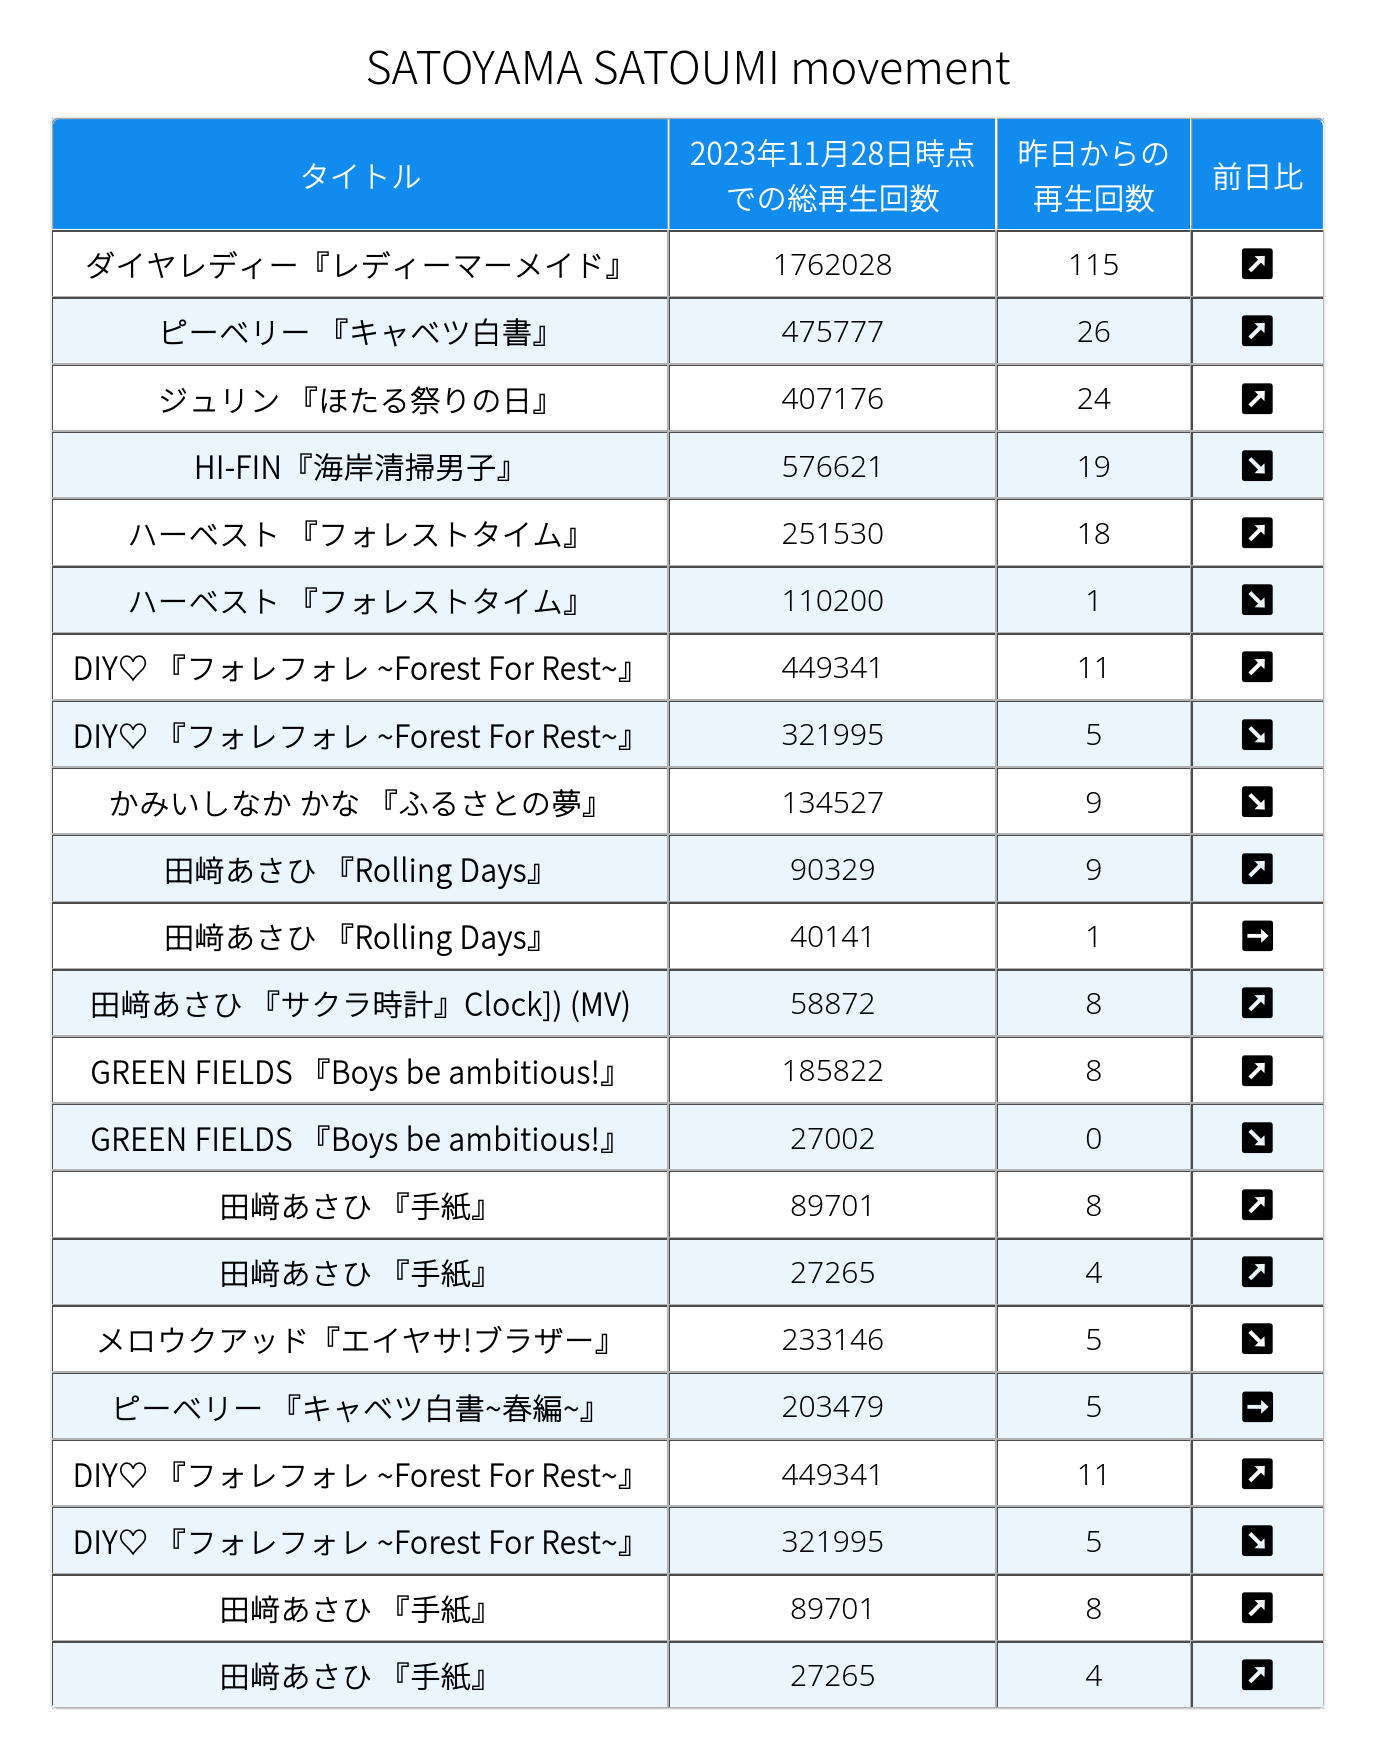 SATOYAMA SATOUMI movement
タイトル 2023年11月28日時点での総再生回数 昨日からの再生回数 前日比
ダイヤレディー『レディーマーメイド』 1762028 115 ↗
ピーベリー 『キャベツ白書』 475777 26 ↗
ジュリン 『ほたる祭りの日』 407176 24 ↗
HI-FIN『海岸清掃男子』 576621 19 ↘
ハーベスト 『フォレストタイム』 251530 18 ↗
ハーベスト 『フォレストタイム』 110200 1 ↘
DIY♡ 『フォレフォレ ~Forest For Rest~』 449341 11 ↗
DIY♡ 『フォレフォレ ~Forest For Rest~』 321995 5 ↘
かみいしなか かな 『ふるさとの夢』 134527 9 ↘
田﨑あさひ 『Rolling Days』 90329 9 ↗
田﨑あさひ 『Rolling Days』 40141 1 →
田﨑あさひ 『サクラ時計』Clock]) (MV) 58872 8 ↗
GREEN FIELDS 『Boys be ambitious!』 185822 8 ↗
GREEN FIELDS 『Boys be ambitious!』 27002 0 ↘
田﨑あさひ 『手紙』 89701 8 ↗
田﨑あさひ 『手紙』 27265 4 ↗
メロウクアッド『エイヤサ!ブラザー』 233146 5 ↘
ピーベリー 『キャベツ白書~春編~』 203479 5 →
DIY♡ 『フォレフォレ ~Forest For Rest~』 449341 11 ↗
DIY♡ 『フォレフォレ ~Forest For Rest~』 321995 5 ↘
田﨑あさひ 『手紙』 89701 8 ↗
田﨑あさひ 『手紙』 27265 4 ↗